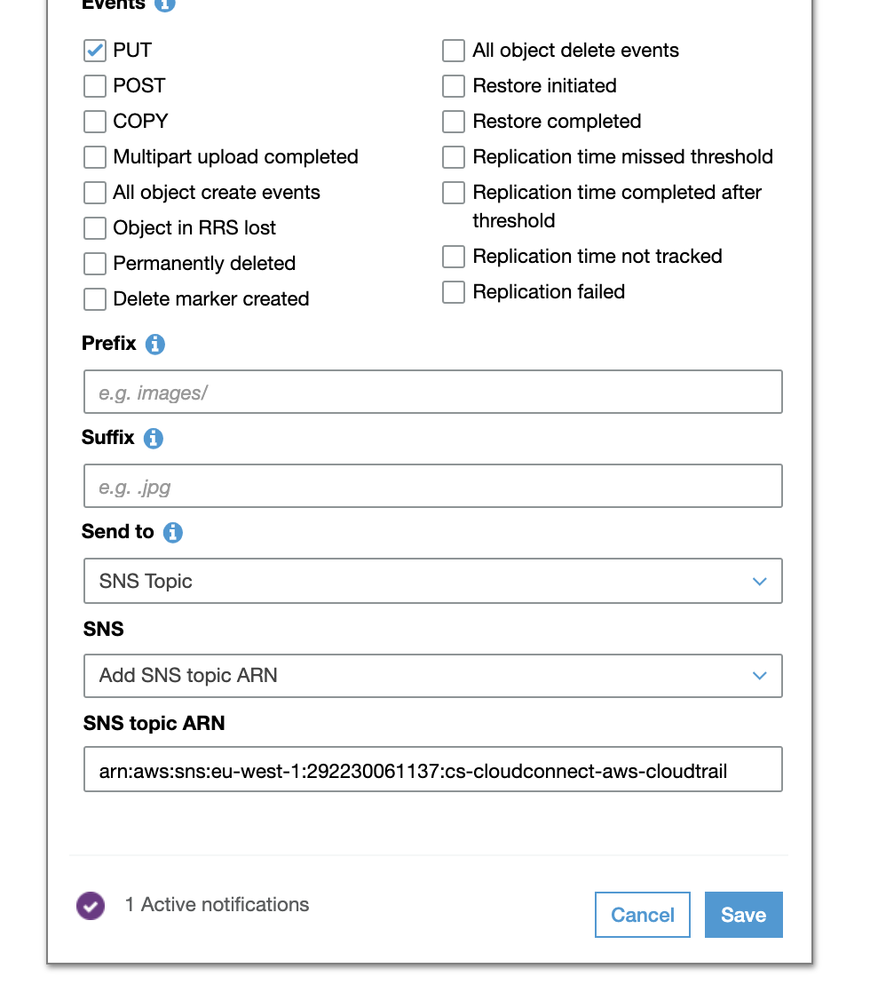 Events
PUT
POST
COPY
Multipart upload completed
All object create events
Object in RRS lost
Permanently deleted
Delete marker created
All object delete events
Restore initiated
Restore completed
Replication time missed threshold
Replication time completed after
threshold
Replication time not tracked
Replication failed
Prefix
e.g. images/
Suffix
e.g. .jpg
Send to
SNS Topic
SNS
Add SNS topic ARN
SNS topic ARN
arn:aws:sns:eu-west-1:292230061137:cs-cloudconnect-aws-cloudtrail
1 Active notifications
Cancel
Save